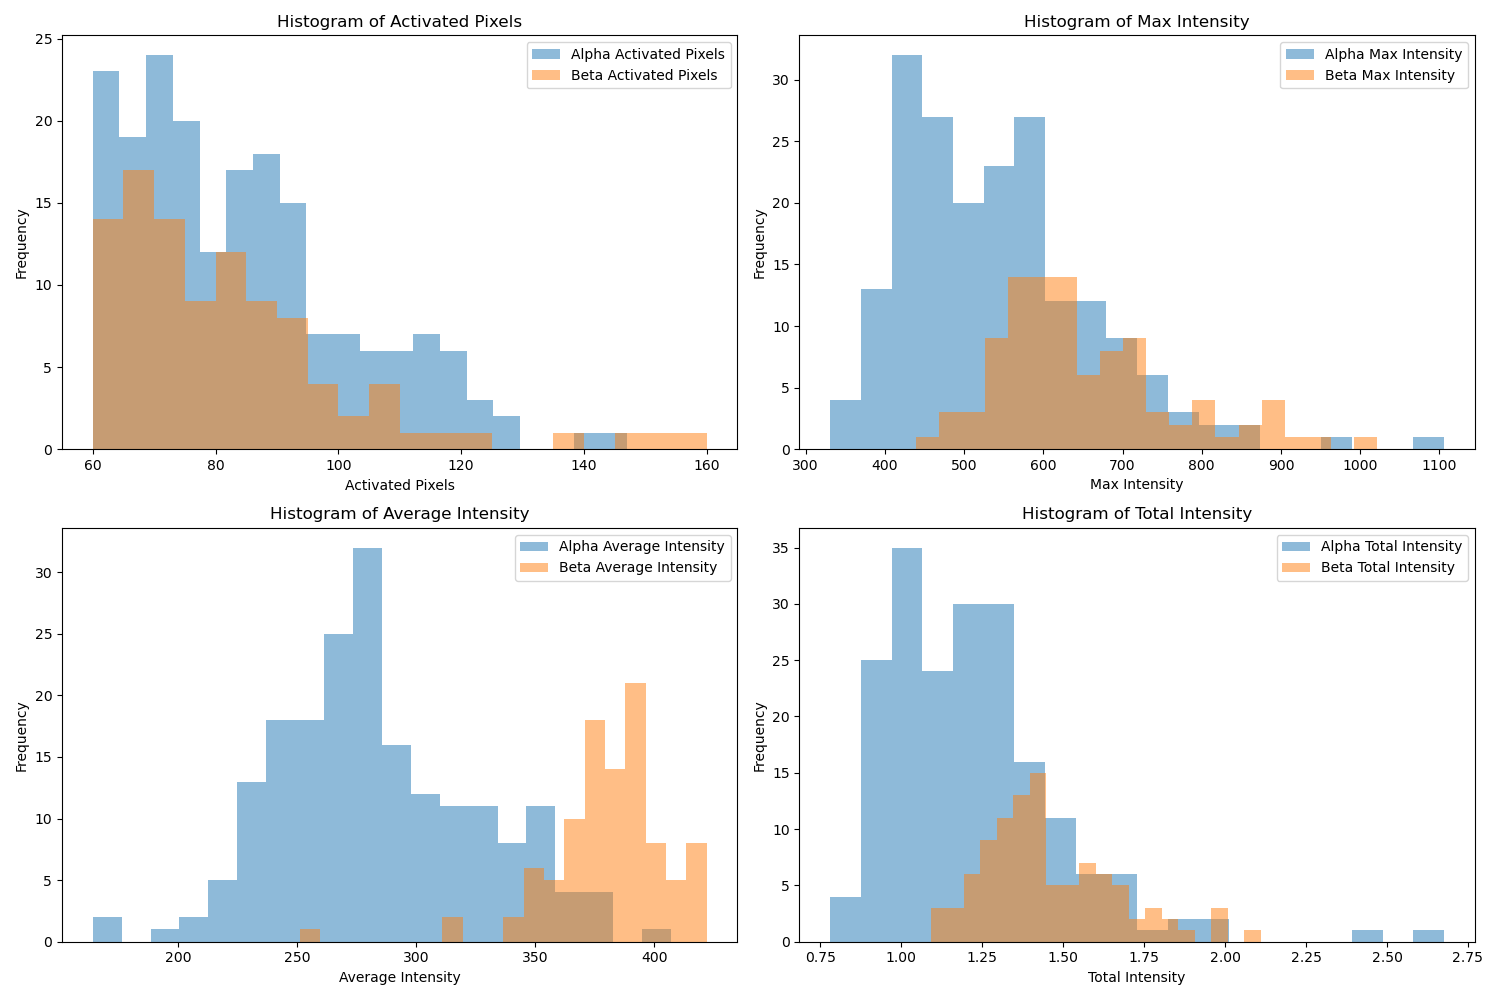 Histogram of Activated Pixels
Alpha Activated Pixels
Beta Activated Pixels
Frequency
25
20
15
10
5
0
60 80 100 120 140 160
Activated Pixels
Histogram of Max Intensity
Alpha Max Intensity
Beta Max Intensity
Frequency
30
25
20
15
10
5
0
300 400 500 600 700 800 900 1000 1100
Max Intensity
Histogram of Average Intensity
Alpha Average Intensity
Beta Average Intensity
Frequency
30
25
20
15
10
5
0
200 250 300 350 400
Average Intensity
Histogram of Total Intensity
Alpha Total Intensity
Beta Total Intensity
Frequency
35
30
25
20
15
10
5
0
0.75 1.00 1.25 1.50 1.75 2.00 2.25 2.50 2.75
Total Intensity